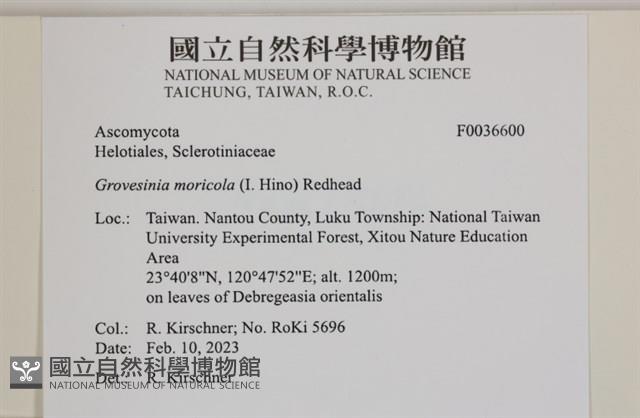 國立自然科學博物館
NATIONAL MUSEUM OF NATURAL SCIENCE
TAICHUNG, TAIWAN, R.O.C.
Ascomycota F0036600
Helotiales, Sclerotiniaceae
Grovesinia moricola (I. Hino) Redhead
Loc.: Taiwan. Nantou County, Luku Township: National Taiwan
University Experimental Forest, Xitou Nature Education
Area
23°40'8"N, 120°47'52"E; alt. 1200m;
on leaves of Debregeasia orientalis
Col.: R. Kirschner; No. RoKi 5696
Date: Feb. 10, 2023
Det.: R. Kirschner
國立自然科學博物館
NATIONAL MUSEUM OF NATURAL SCIENCE